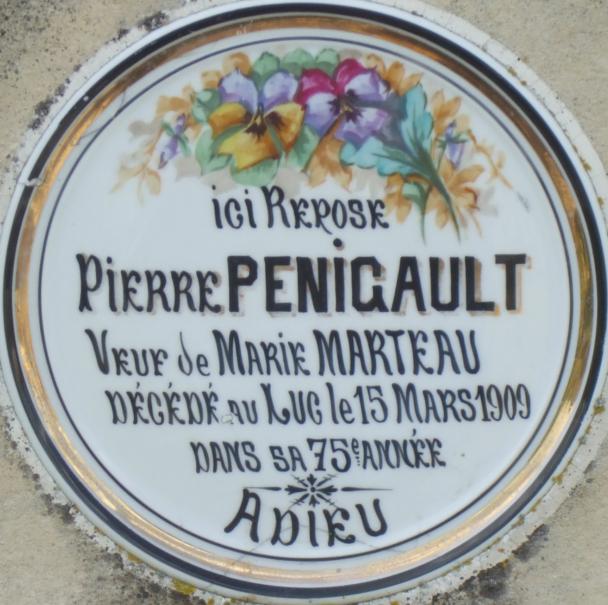 ici Repose
Pierre PENIGAULT
Veuf de Marie MARTEAU
DÉCÉDÉ au Luc le 15 Mars 1909
DANS SA 75e ANNÉE
ADIEU